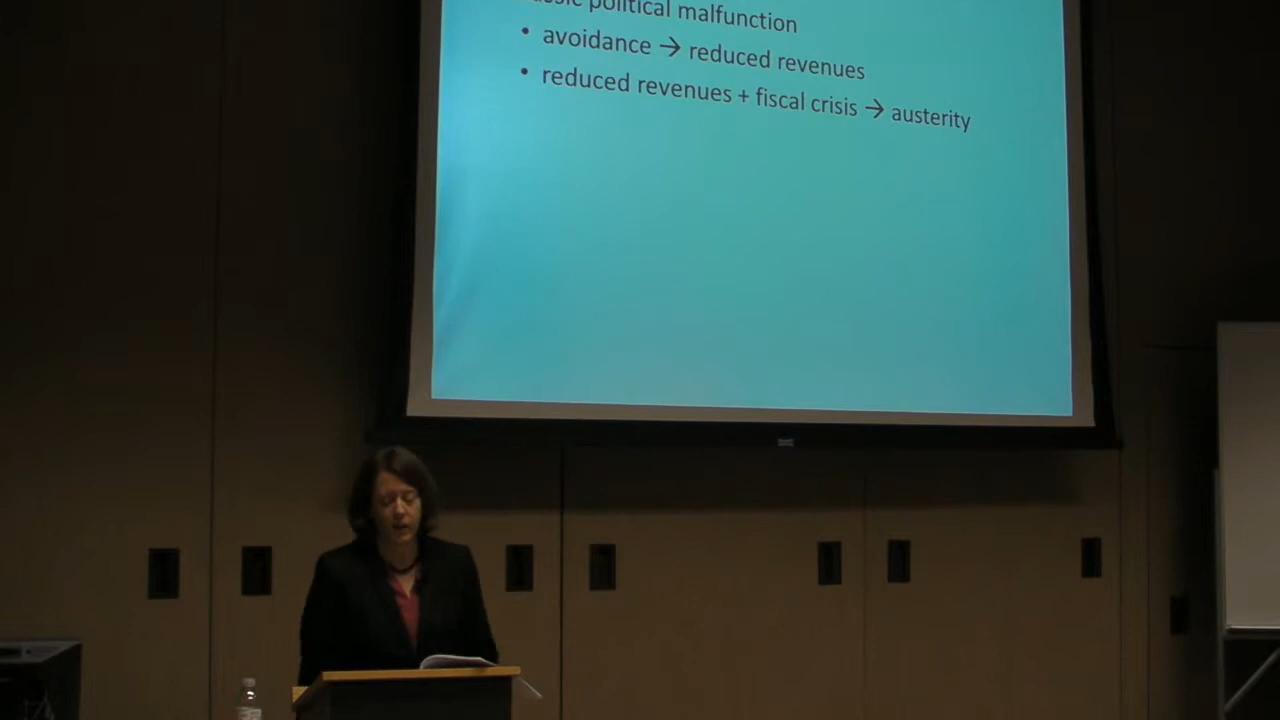 political malfunction
• avoidance → reduced revenues
• reduced revenues + fiscal crisis → austerity